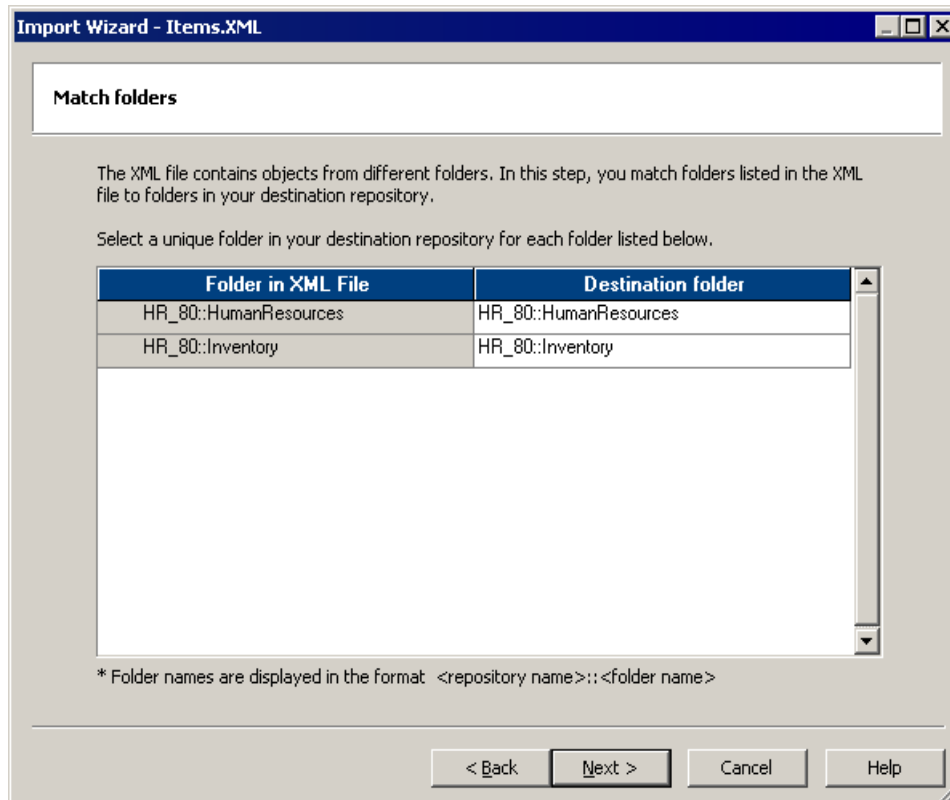 Import Wizard - Items.XML
Match folders
The XML file contains objects from different folders. In this step, you match folders listed in the XML
file to folders in your destination repository.
Select a unique folder in your destination repository for each folder listed below.
Folder in XML File Destination folder
HR_80::HumanResources HR_80::HumanResources
HR_80::Inventory HR_80::Inventory
* Folder names are displayed in the format <repository name>::<folder name>
< Back Next > Cancel Help